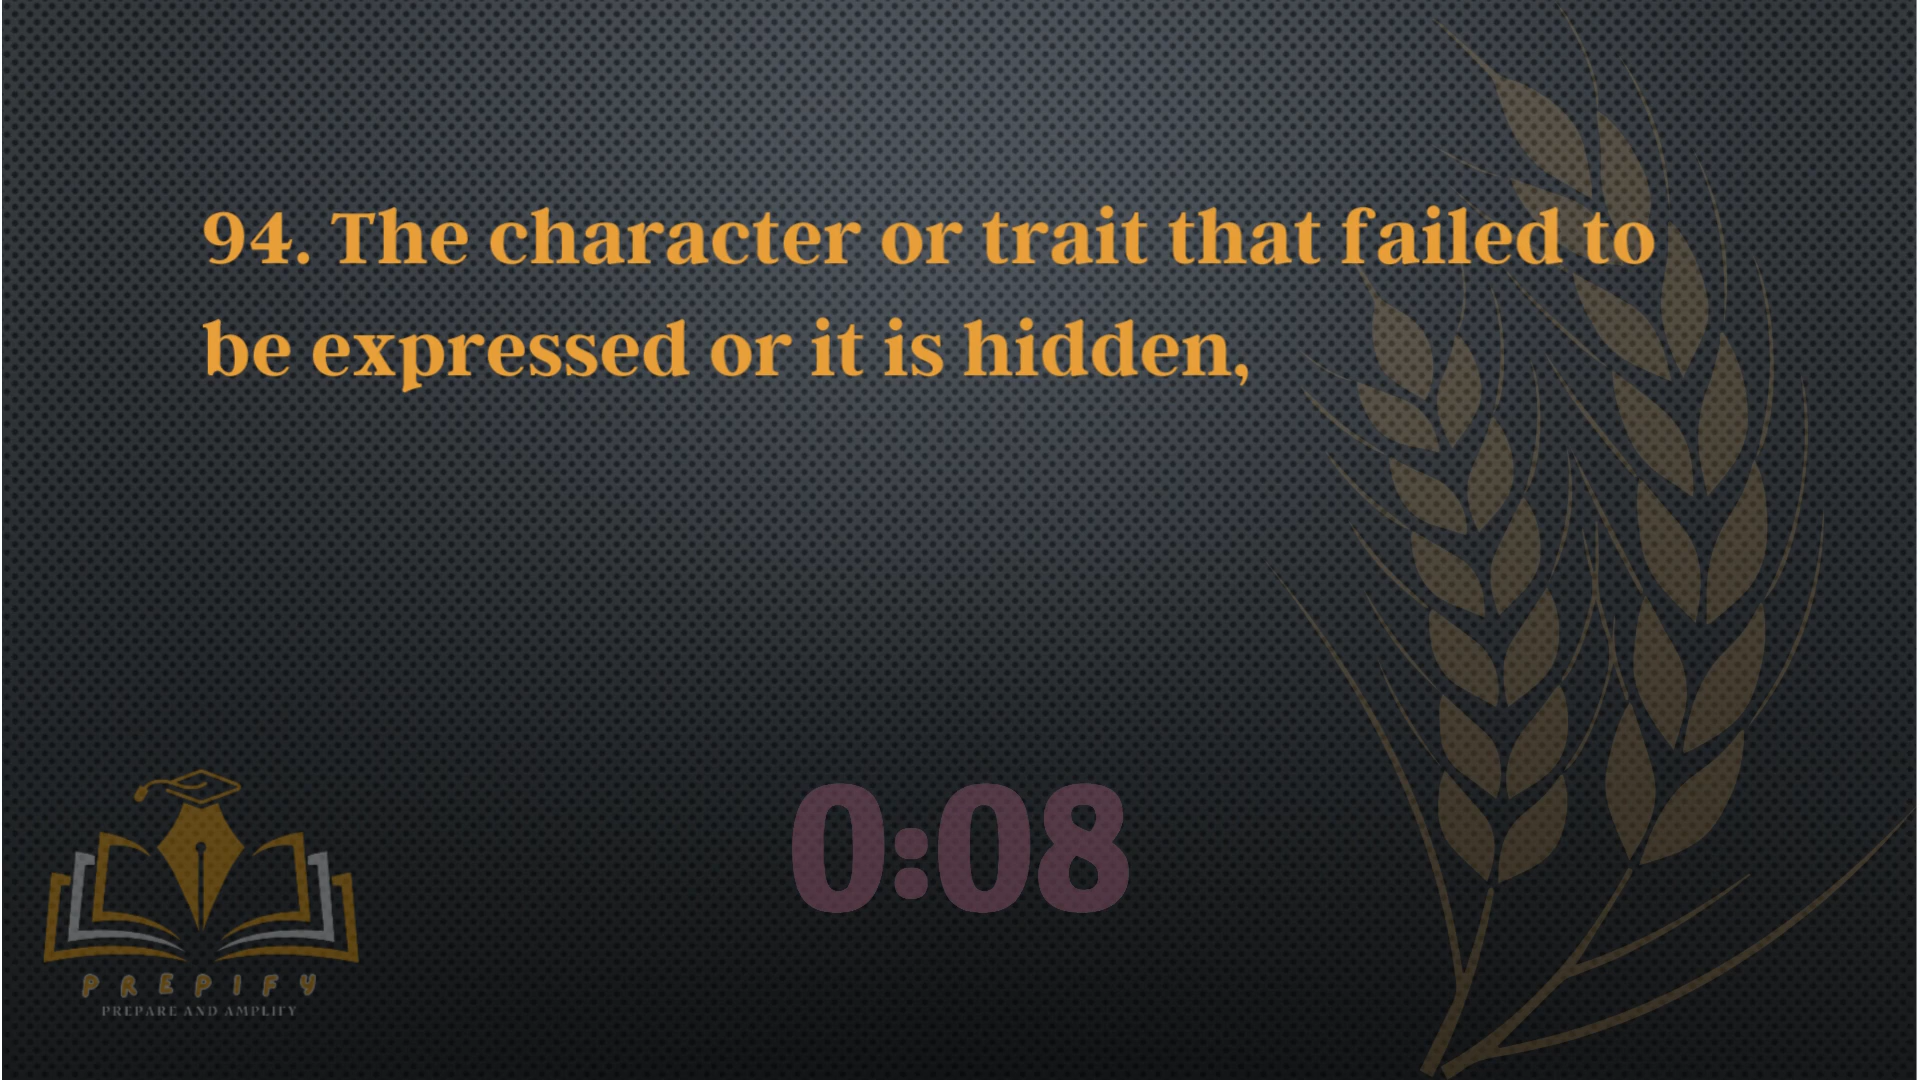 94. The character or trait that failed to
be expressed or it is hidden,
0:08
PREPIFY
PREPARE AND AMPLIFY